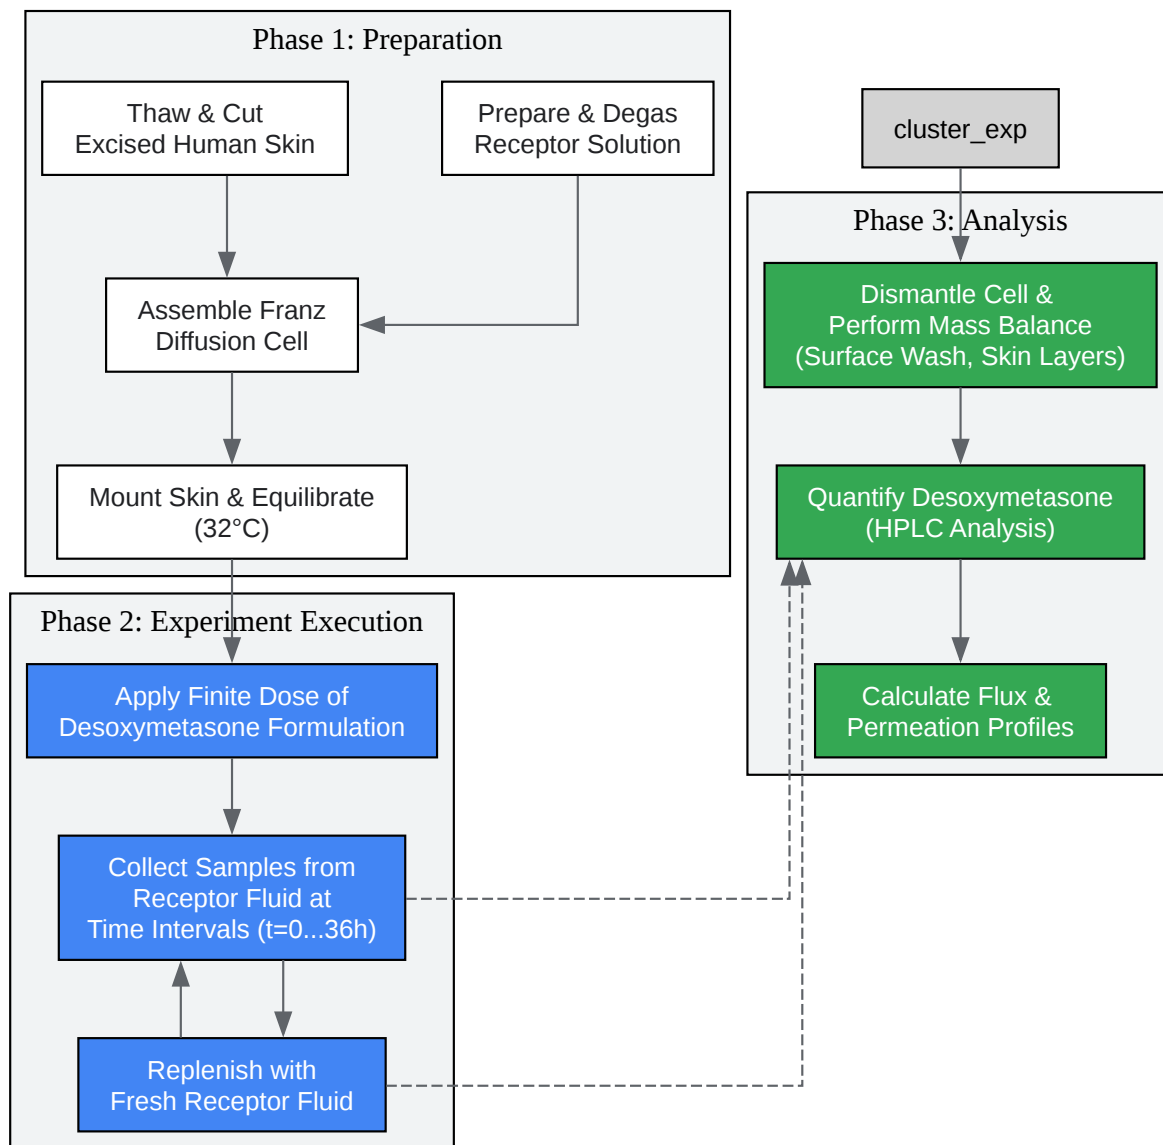 Phase 1: Preparation
Thaw & Cut
Excised Human Skin
Prepare & Degas
Receptor Solution
Assemble Franz
Diffusion Cell
Mount Skin & Equilibrate
(32°C)
Phase 2: Experiment Execution
Apply Finite Dose of
Desoxymetasone Formulation
Collect Samples from
Receptor Fluid at
Time Intervals (t=0...36h)
Replenish with
Fresh Receptor Fluid
cluster_exp
Phase 3: Analysis
Dismantle Cell &
Perform Mass Balance
(Surface Wash, Skin Layers)
Quantify Desoxymetasone
(HPLC Analysis)
Calculate Flux &
Permeation Profiles